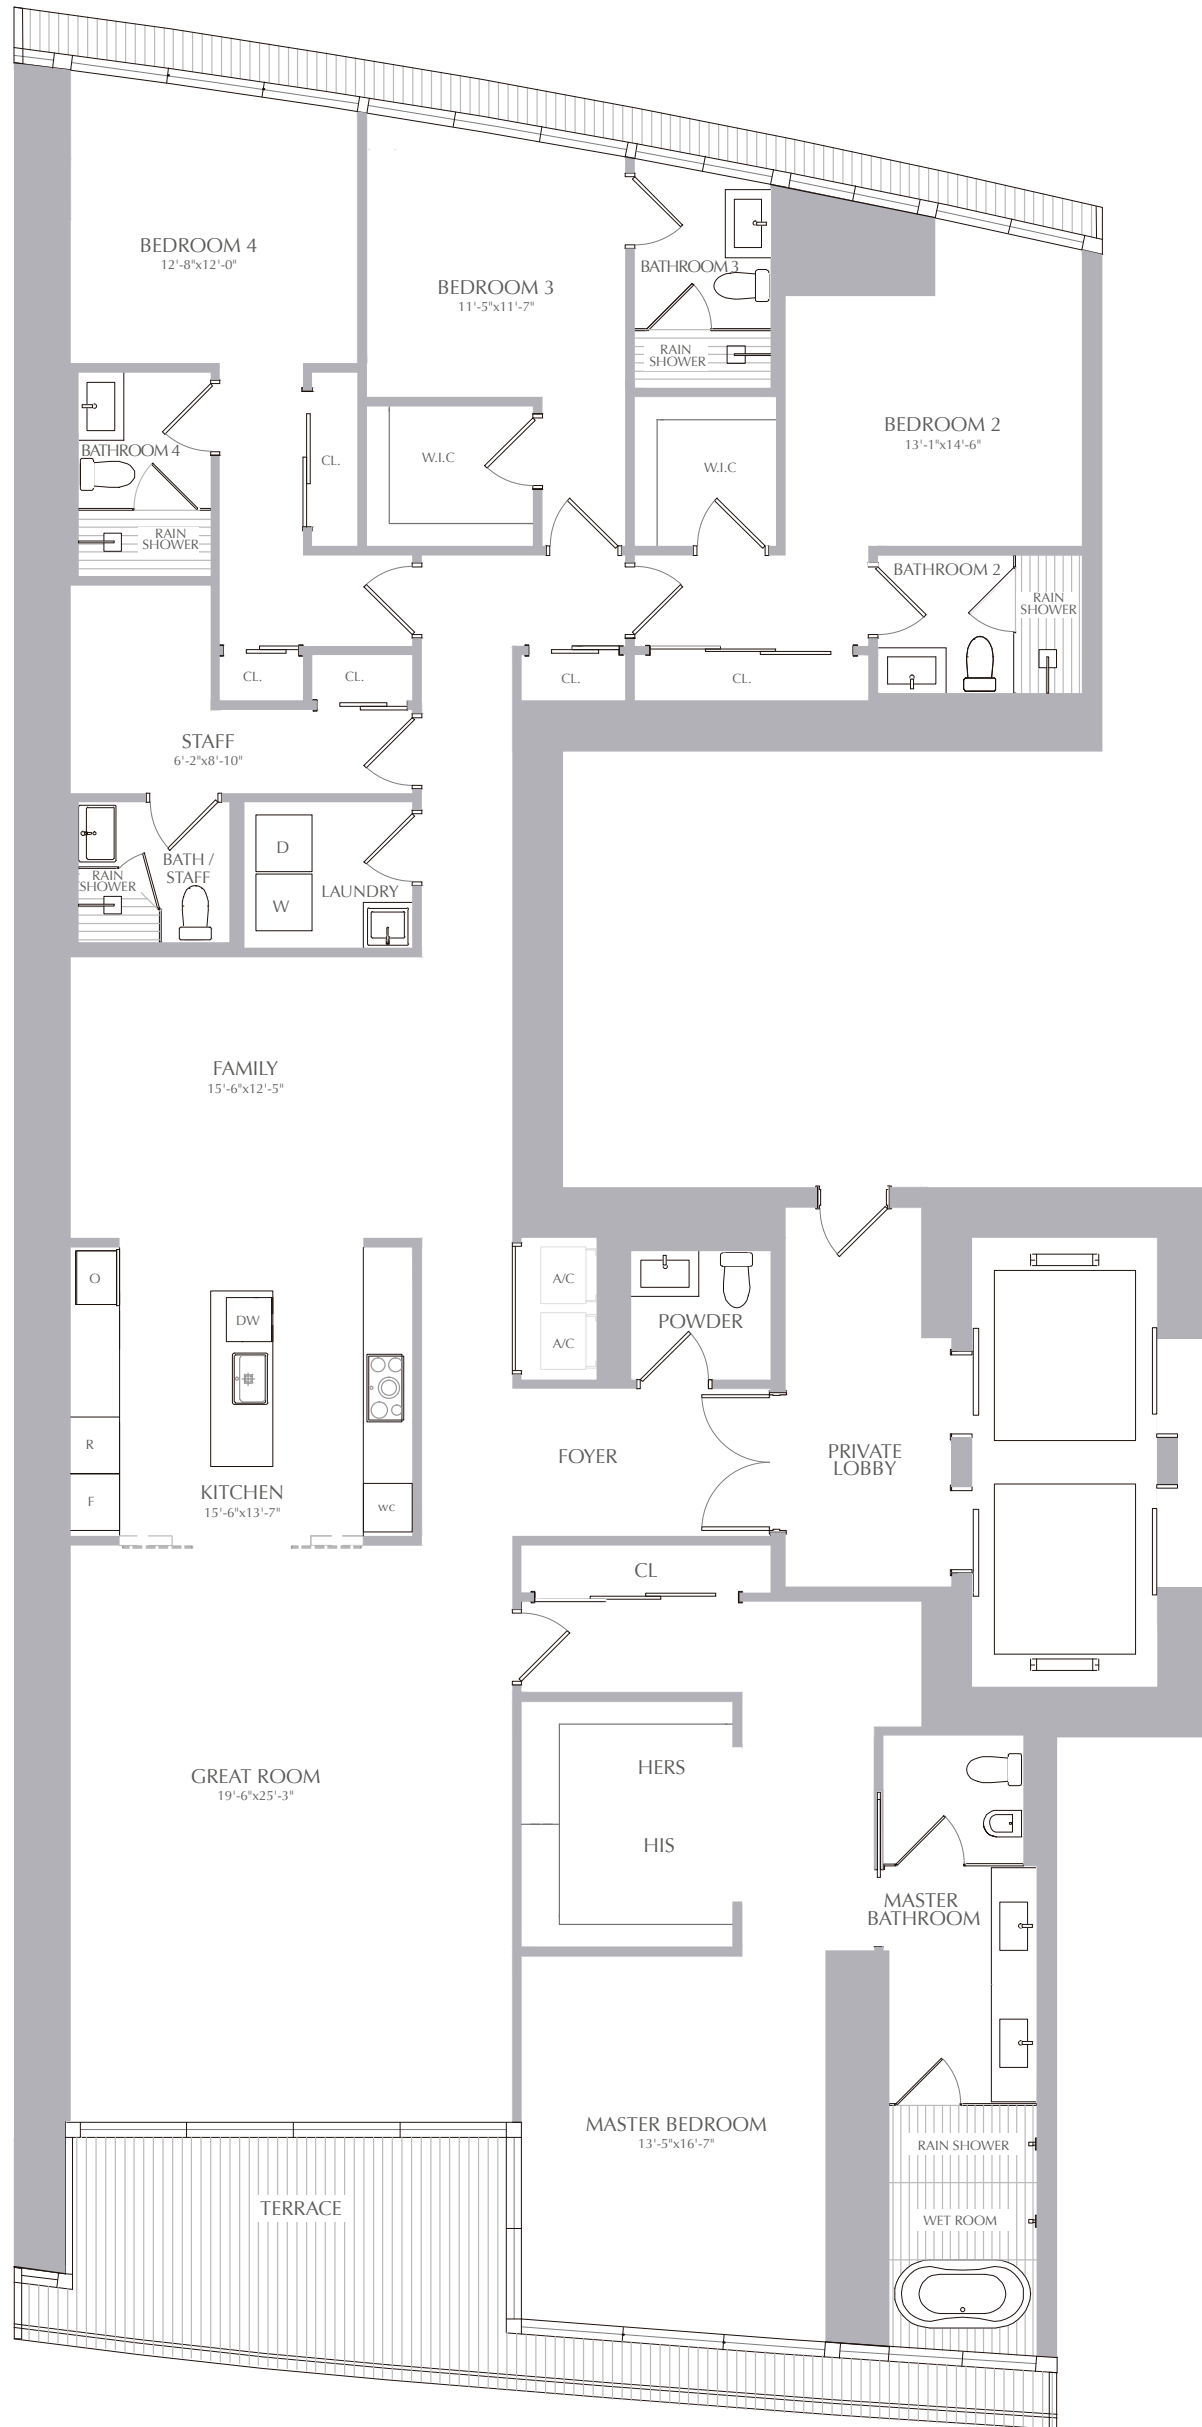 BEDROOM 4
12'-8"x12'-0"
BEDROOM 3
11'-5"x11'-7"
BATHROOM 3
RAIN
SHOWER
BEDROOM 2
13'-1"x14'-6"
BATHROOM 4
RAIN
SHOWER
CL.
W.I.C
W.I.C
BATHROOM 2
RAIN
SHOWER
CL.
CL.
CL.
CL.
STAFF
6'-2"x8'-10"
BATH /
STAFF
RAIN
SHOWER
D
W
LAUNDRY
FAMILY
15'-6"x12'-5"
O
DW
A/C
A/C
POWDER
R
F
KITCHEN
15'-6"x13'-7"
WC
FOYER
PRIVATE
LOBBY
CL
GREAT ROOM
19'-6"x25'-3"
HERS
HIS
MASTER
BATHROOM
MASTER BEDROOM
13'-5"x16'-7"
RAIN SHOWER
WET ROOM
TERRACE